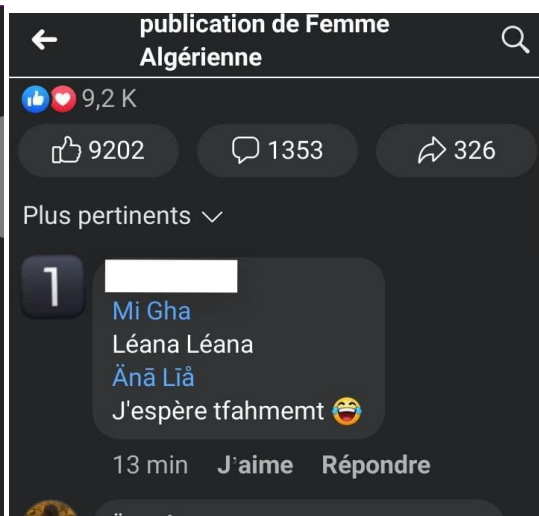 publication de Femme
Algérienne
9,2 K
9202 1353 326
Plus pertinents
1
Mi Gha
Léana Léana
Änā Līå
J'espère tfahmemt 😂
13 min J'aime Répondre